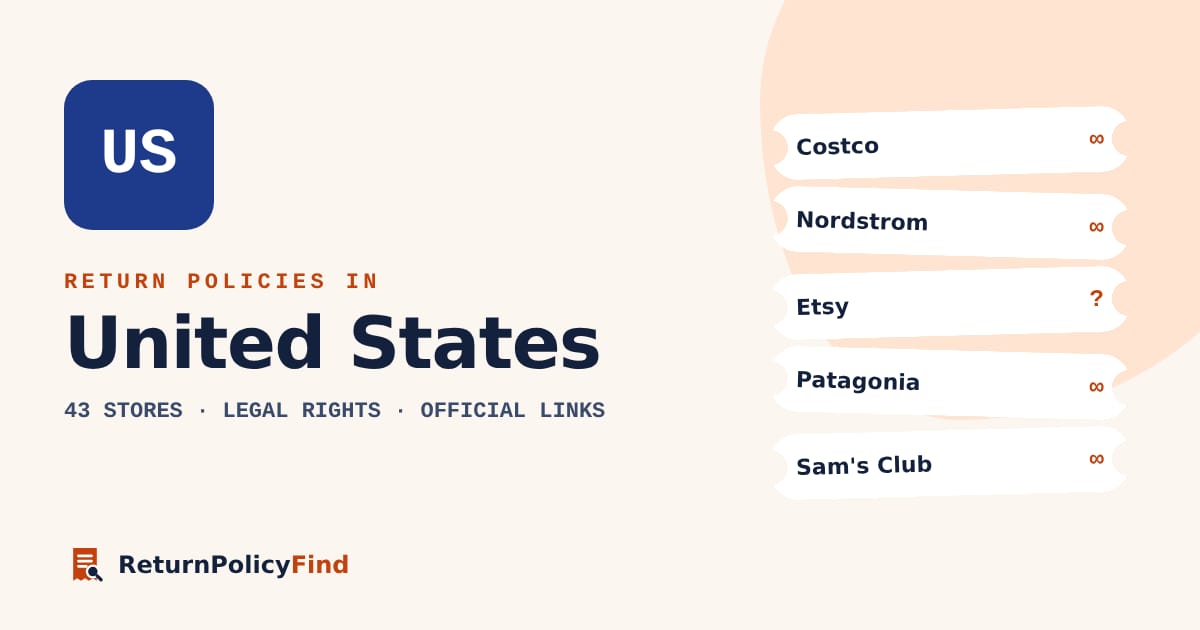 US
RETURN POLICIES IN
United States
43 STORES · LEGAL RIGHTS · OFFICIAL LINKS
Costco ∞
Nordstrom ∞
Etsy ?
Patagonia ∞
Sam's Club ∞
ReturnPolicyFind